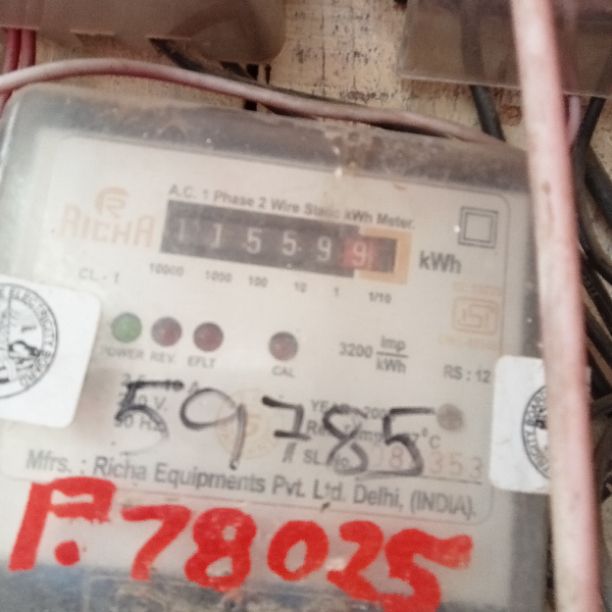 A.C. 1 Phase 2 Wire Static kWh Meter.
RICHA
115599
kWh
CL. - 1
10000 1000 100 10 1 1/10
POWER REV. EFLT CAL
3200 imp/kWh
RS : 12
59785
Mfrs. : Richa Equipments Pvt. Ltd. Delhi, (INDIA).
P.78025